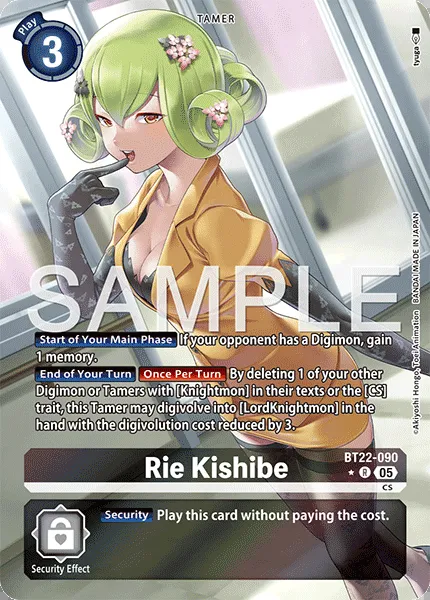 TAMER
Play
3
tyuga
SAMPLE
Start of Your Main Phase If your opponent has a Digimon, gain
1 memory.
End of Your Turn Once Per Turn By deleting 1 of your other
Digimon or Tamers with [Knightmon] in their texts or the [CS]
trait, this Tamer may digivolve into [LordKnightmon] in the
hand with the digivolution cost reduced by 3.
©Akiyoshi Hongo, Toei Animation BANDAI MADE IN JAPAN
BT22-090
Rie Kishibe
R 05
CS
Security Play this card without paying the cost.
Security Effect